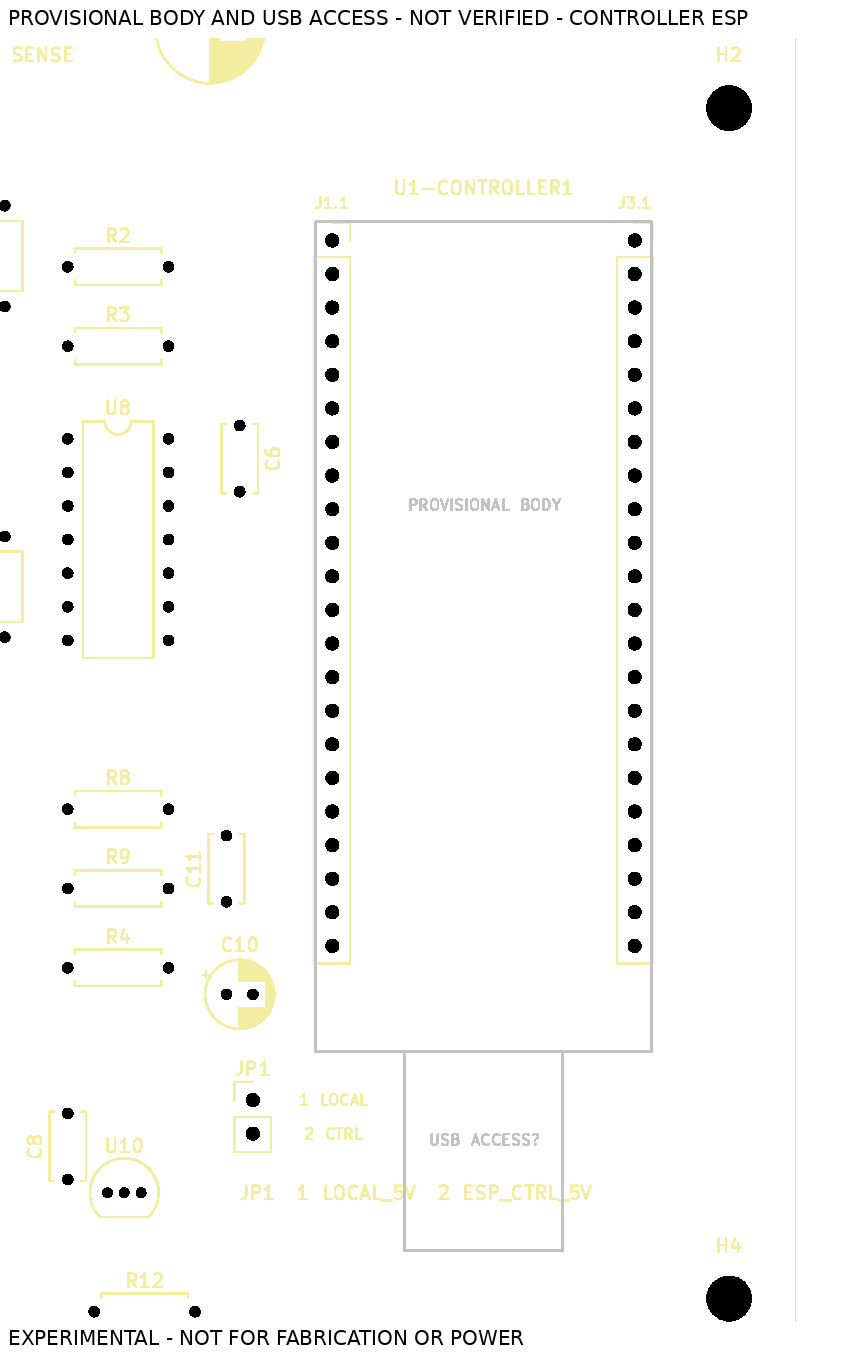 PROVISIONAL BODY AND USB ACCESS - NOT VERIFIED - CONTROLLER ESP
SENSE
H2
U1-CONTROLLER1
J1.1
J3.1
R2
R3
U8
C6
PROVISIONAL BODY
R8
R9
C11
R4
C10
+
JP1
1 LOCAL
2 CTRL
C8
U10
USB ACCESS?
JP1 1 LOCAL_5V 2 ESP_CTRL_5V
H4
R12
EXPERIMENTAL - NOT FOR FABRICATION OR POWER